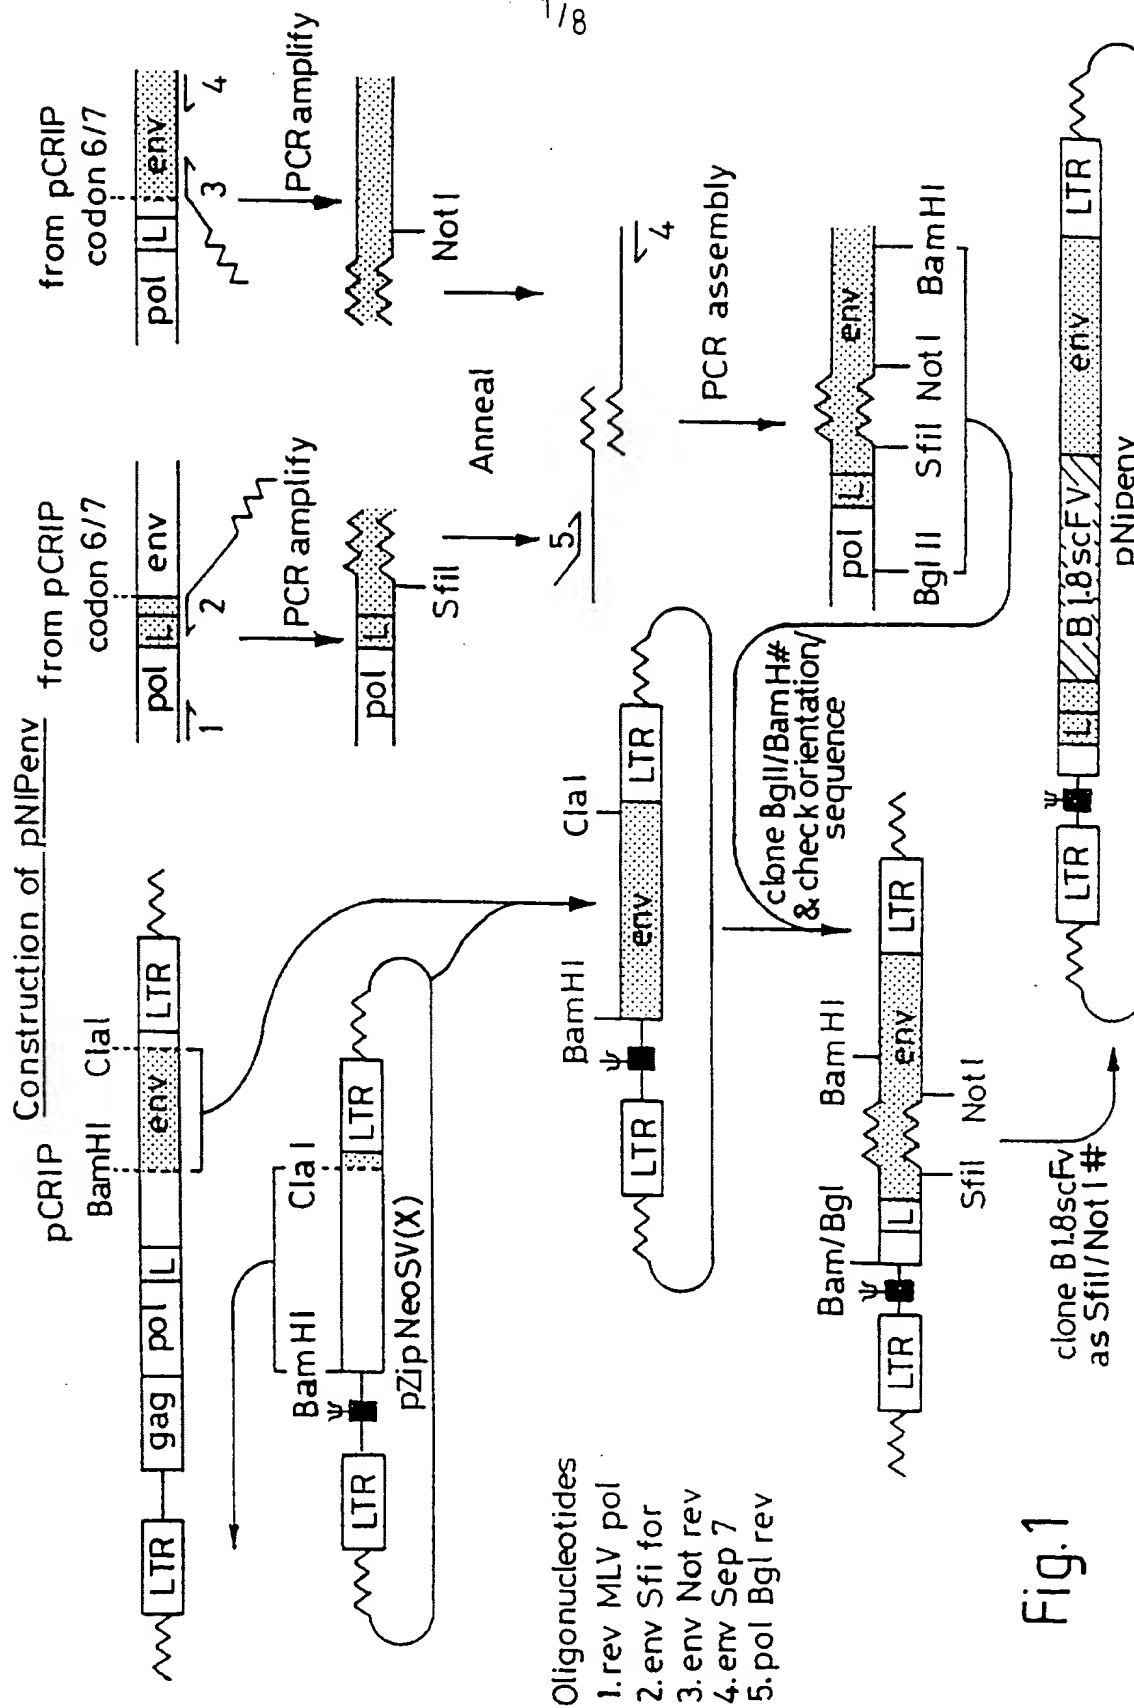 1/8
Construction of pNIPenv
pCRIP
BamHI ClaI
LTR gag pol L env LTR
BamHI ClaI
ψ
LTR LTR
pZipNeoSV(X)
from pCRIP
codon 6/7
pol L env
1 2
PCR amplify
pol L
SfiI
from pCRIP
codon 6/7
pol L env
3 4
PCR amplify
NotI
Anneal
5
4
PCR assembly
pol L env
BglII SfiI NotI BamHI
BamHI ClaI
ψ
LTR env LTR
clone BglI/BamH#
& check orientation/
sequence
Bam/Bgl BamHI
ψ
LTR L env LTR
SfiI NotI
clone B1.8scFv
as SfiI/NotI #
ψ
LTR L B1.8scFV env LTR
pNIPenv
Oligonucleotides
1. rev MLV pol
2. env Sfi for
3. env Not rev
4. env Sep 7
5. pol Bgl rev
Fig.1